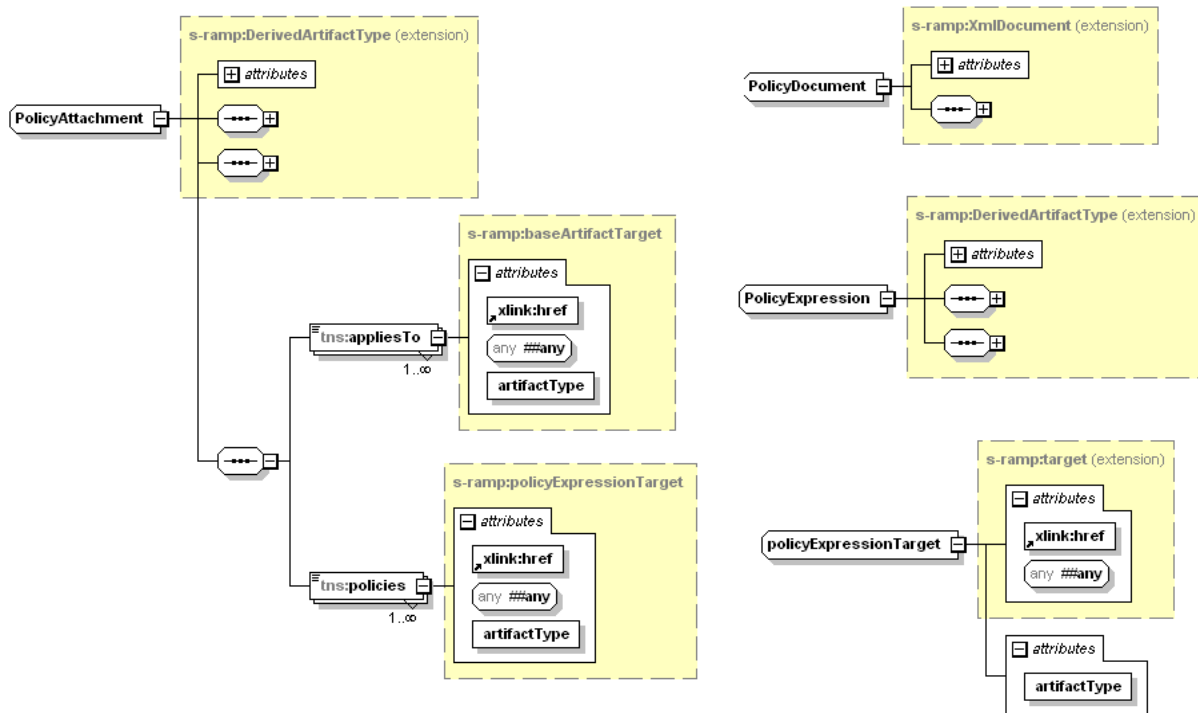 s-ramp:DerivedArtifactType (extension)
attributes
PolicyAttachment
s-ramp:baseArtifactTarget
attributes
xlink:href
any ##any
artifactType
tns:appliesTo
1..∞
s-ramp:policyExpressionTarget
attributes
xlink:href
any ##any
artifactType
tns:policies
1..∞
s-ramp:XmlDocument (extension)
attributes
PolicyDocument
s-ramp:DerivedArtifactType (extension)
attributes
PolicyExpression
s-ramp:target (extension)
attributes
xlink:href
any ##any
policyExpressionTarget
attributes
artifactType